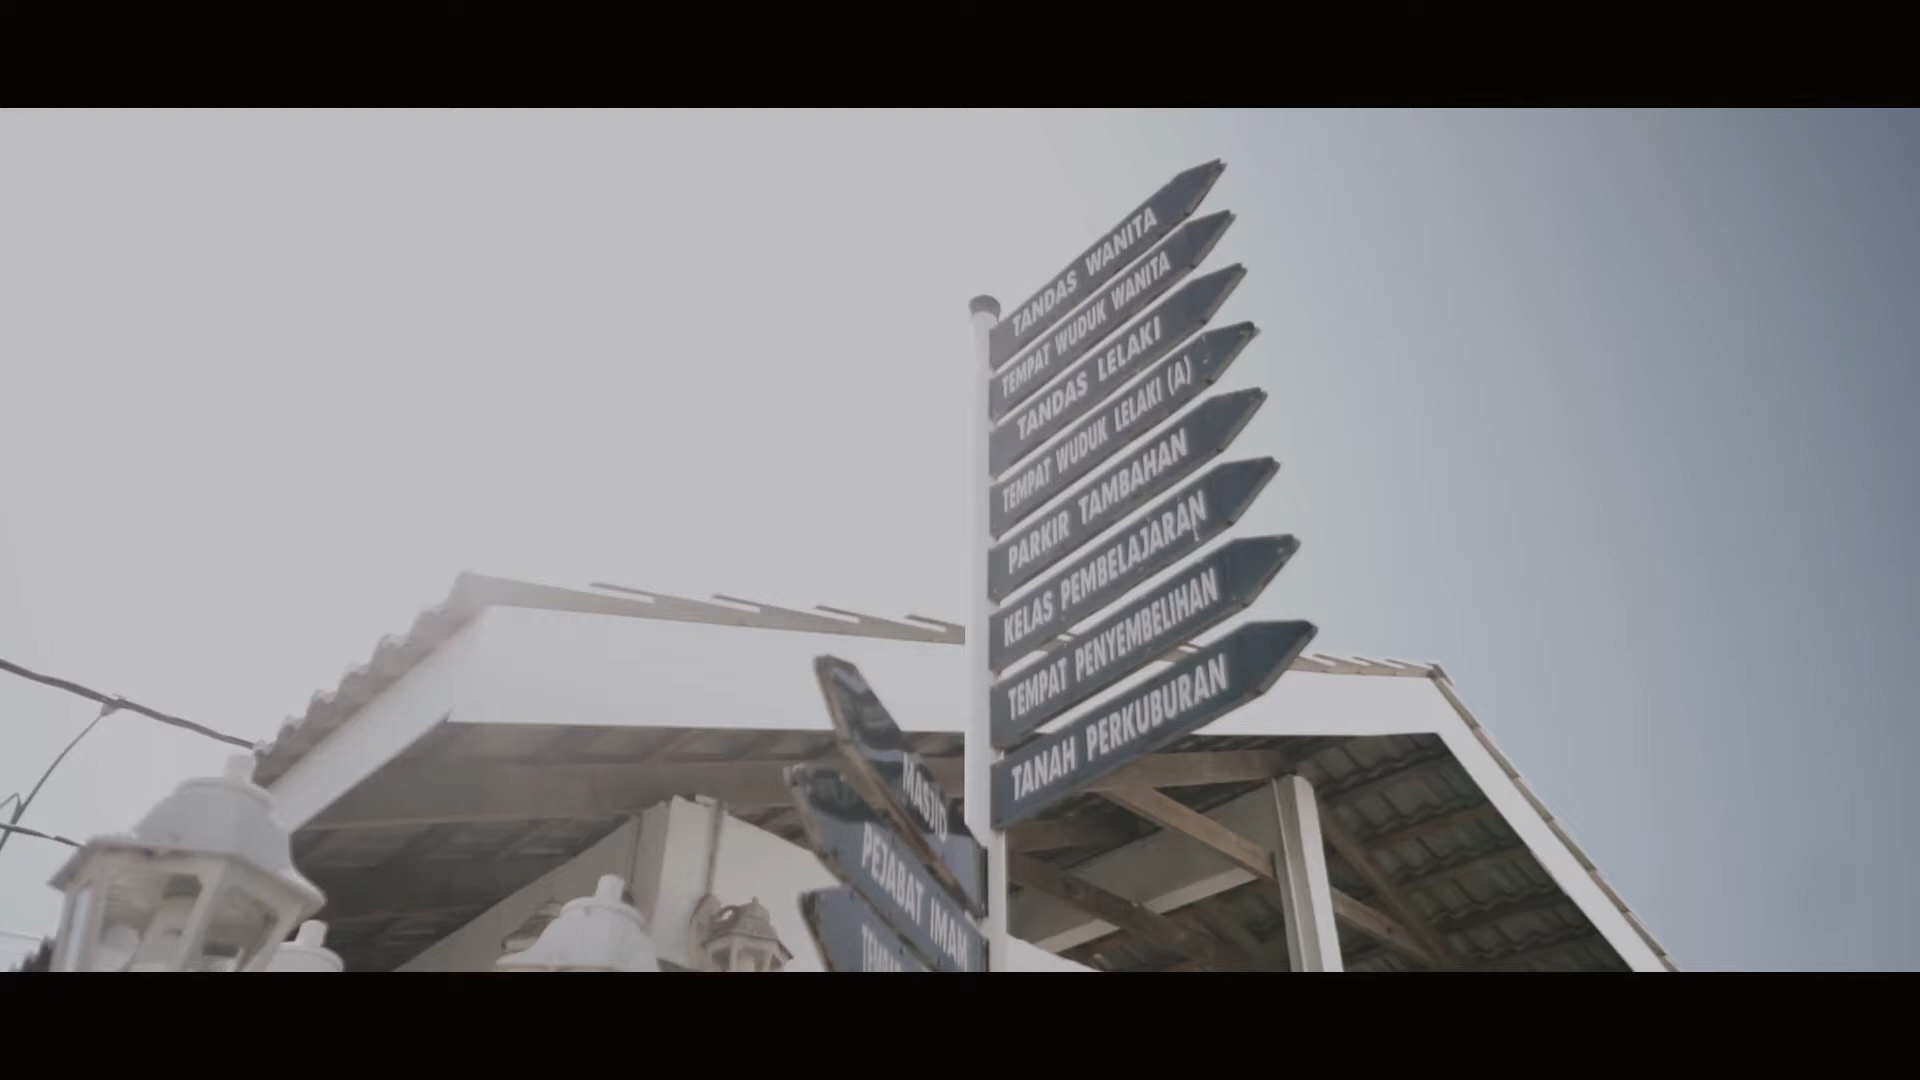 TANDAS WANITA
TEMPAT WUDUK WANITA
TANDAS LELAKI
TEMPAT WUDUK LELAKI (A)
PARKIR TAMBAHAN
KELAS PEMBELAJARAN
TEMPAT PENYEMBELIHAN
TANAH PERKUBURAN
MASJID
PEJABAT IMAM